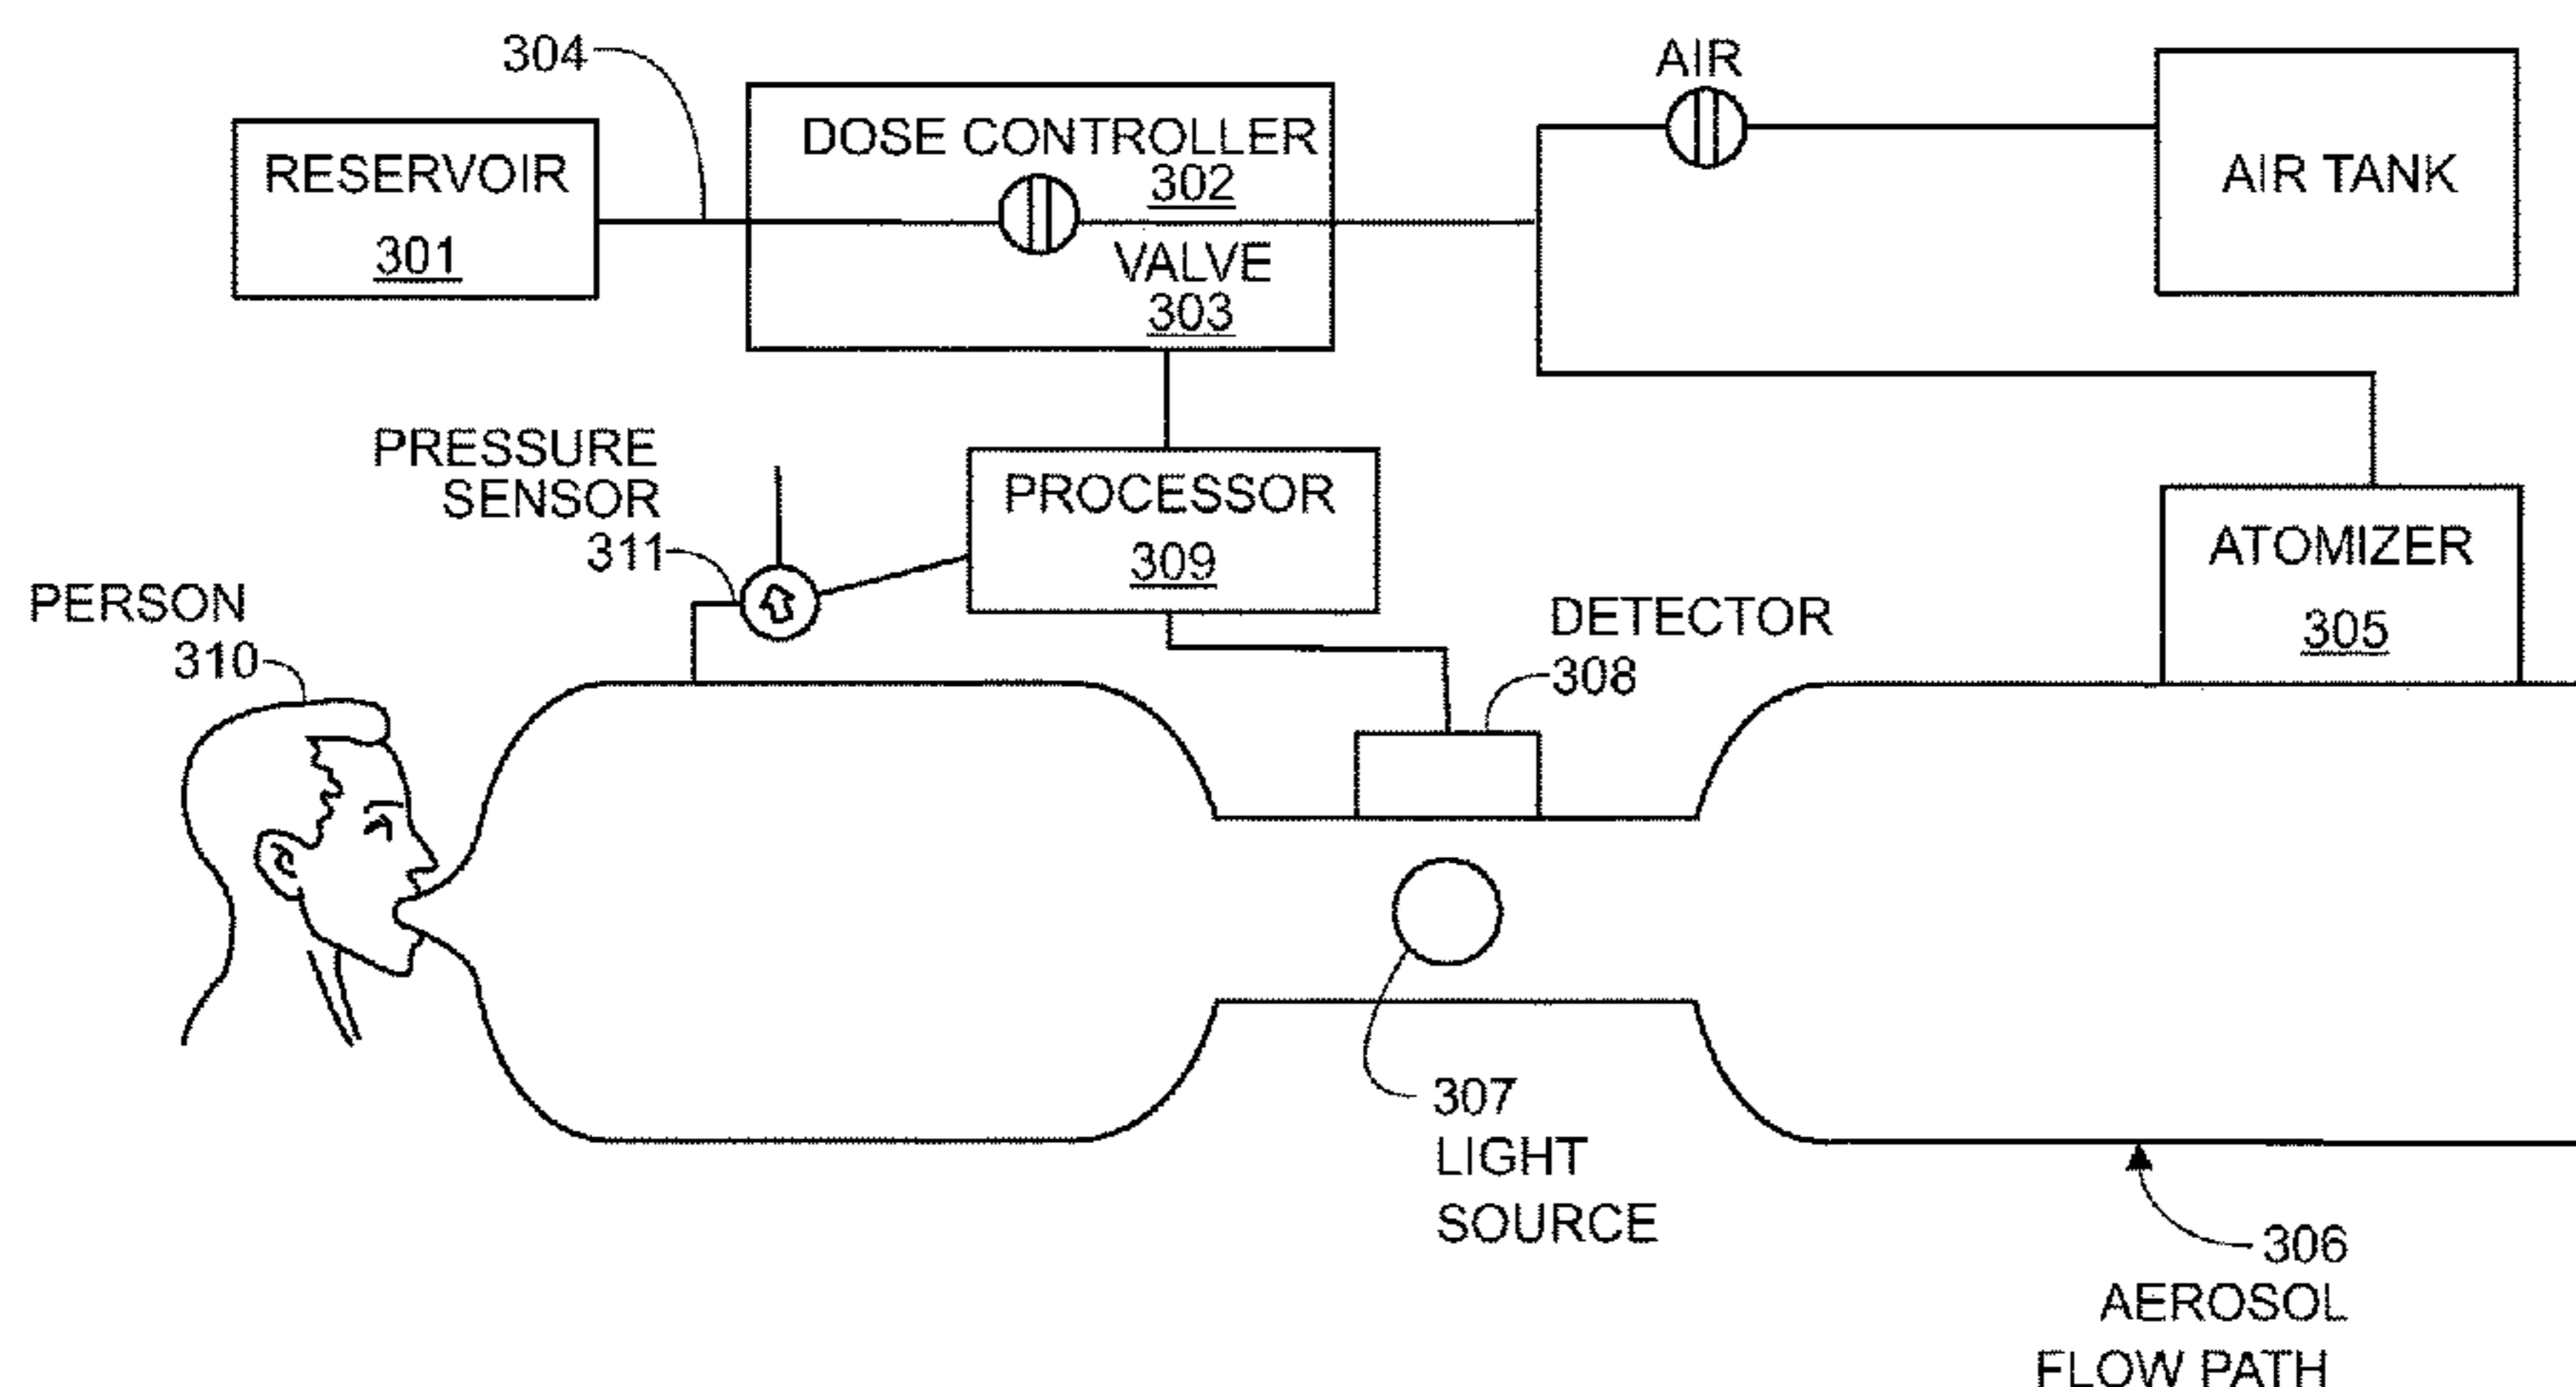 304
AIR
RESERVOIR
301
DOSE CONTROLLER
302
VALVE
303
AIR TANK
PRESSURE
SENSOR
311
PROCESSOR
309
ATOMIZER
305
PERSON
310
DETECTOR
308
307
LIGHT
SOURCE
306
AEROSOL
FLOW PATH